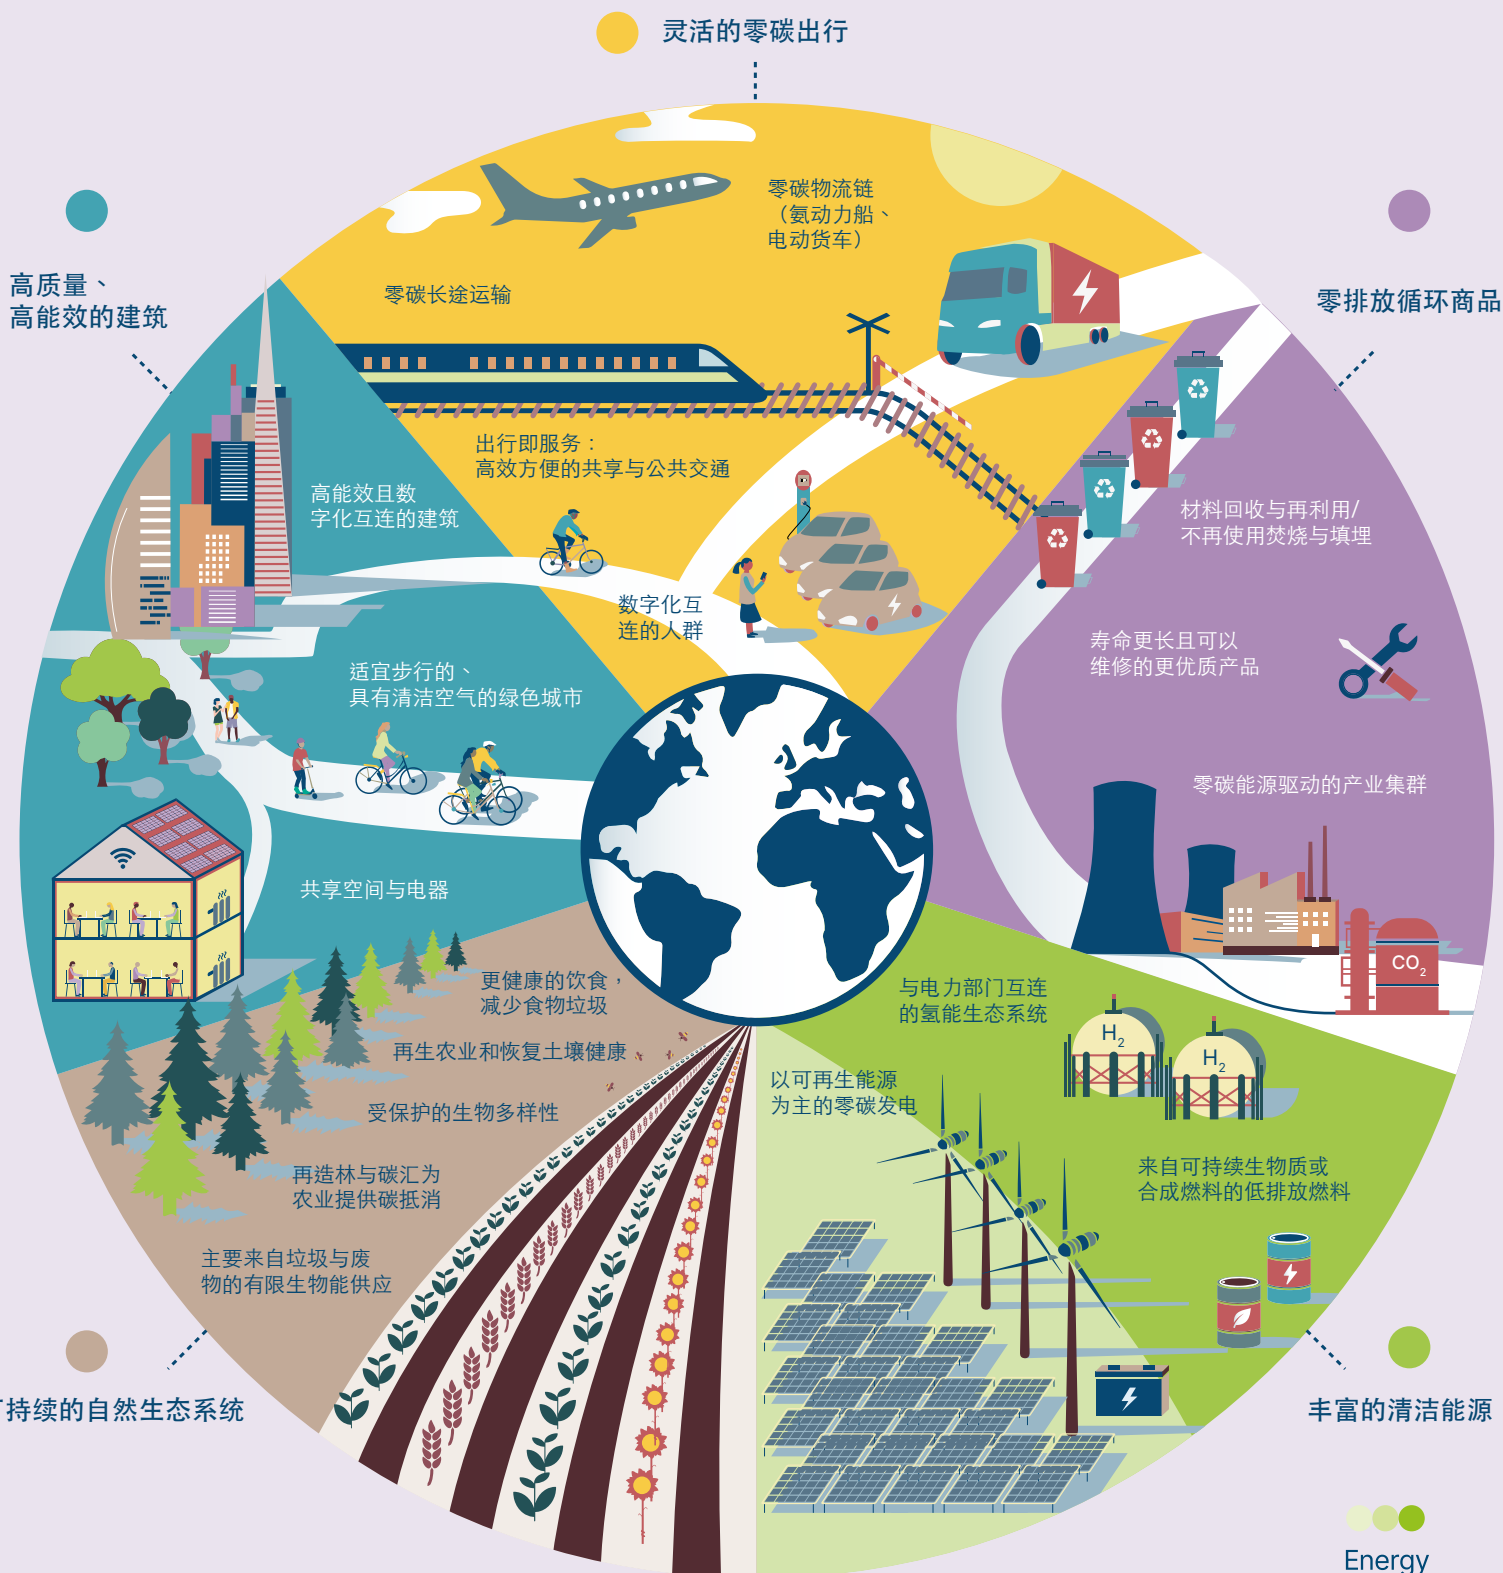 灵活的零碳出行
高质量、
高能效的建筑
零排放循环商品
零碳物流链
（氨动力船、
电动货车）
零碳长途运输
出行即服务：
高效方便的共享与公共交通
数字化互
连的人群
高能效且数
字化互连的建筑
适宜步行的、
具有清洁空气的绿色城市
共享空间与电器
材料回收与再利用/
不再使用焚烧与填埋
寿命更长且可以
维修的更优质产品
零碳能源驱动的产业集群
CO2
更健康的饮食，
减少食物垃圾
再生农业和恢复土壤健康
受保护的生物多样性
再造林与碳汇为
农业提供碳抵消
主要来自垃圾与废
物的有限生物能供应
与电力部门互连
的氢能生态系统
H2
H2
以可再生能源
为主的零碳发电
来自可持续生物质或
合成燃料的低排放燃料
持续的自然生态系统
丰富的清洁能源
Energy